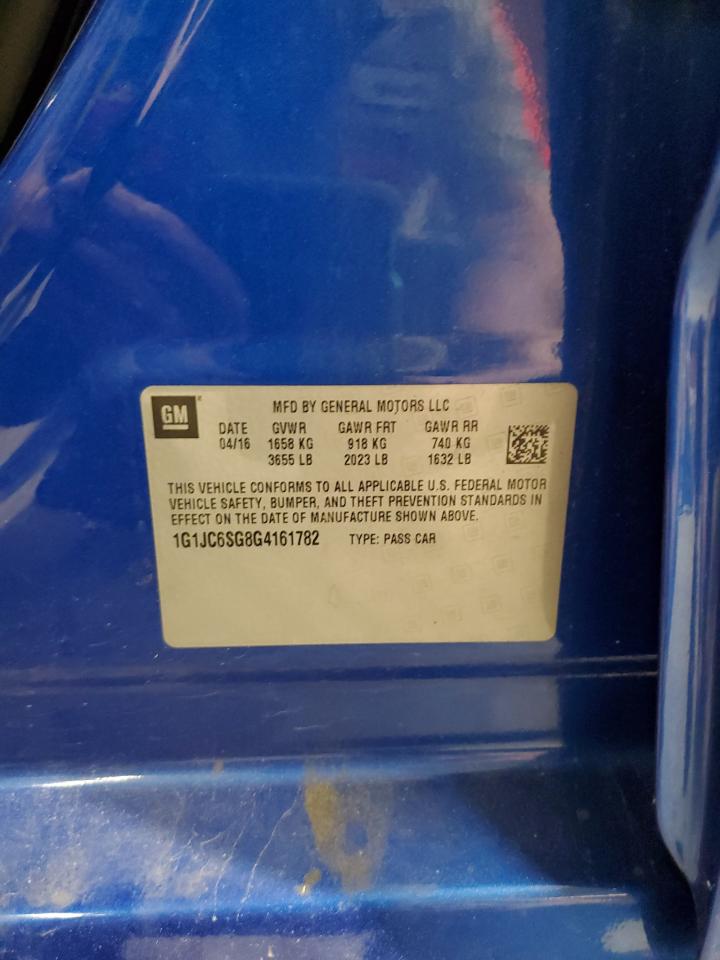 GM
MFD BY GENERAL MOTORS LLC
DATE GVWR GAWR FRT GAWR RR
04/16 1658 KG 918 KG 740 KG
3655 LB 2023 LB 1632 LB
THIS VEHICLE CONFORMS TO ALL APPLICABLE U.S. FEDERAL MOTOR
VEHICLE SAFETY, BUMPER, AND THEFT PREVENTION STANDARDS IN
EFFECT ON THE DATE OF MANUFACTURE SHOWN ABOVE.
1G1JC6SG8G4161782 TYPE: PASS CAR